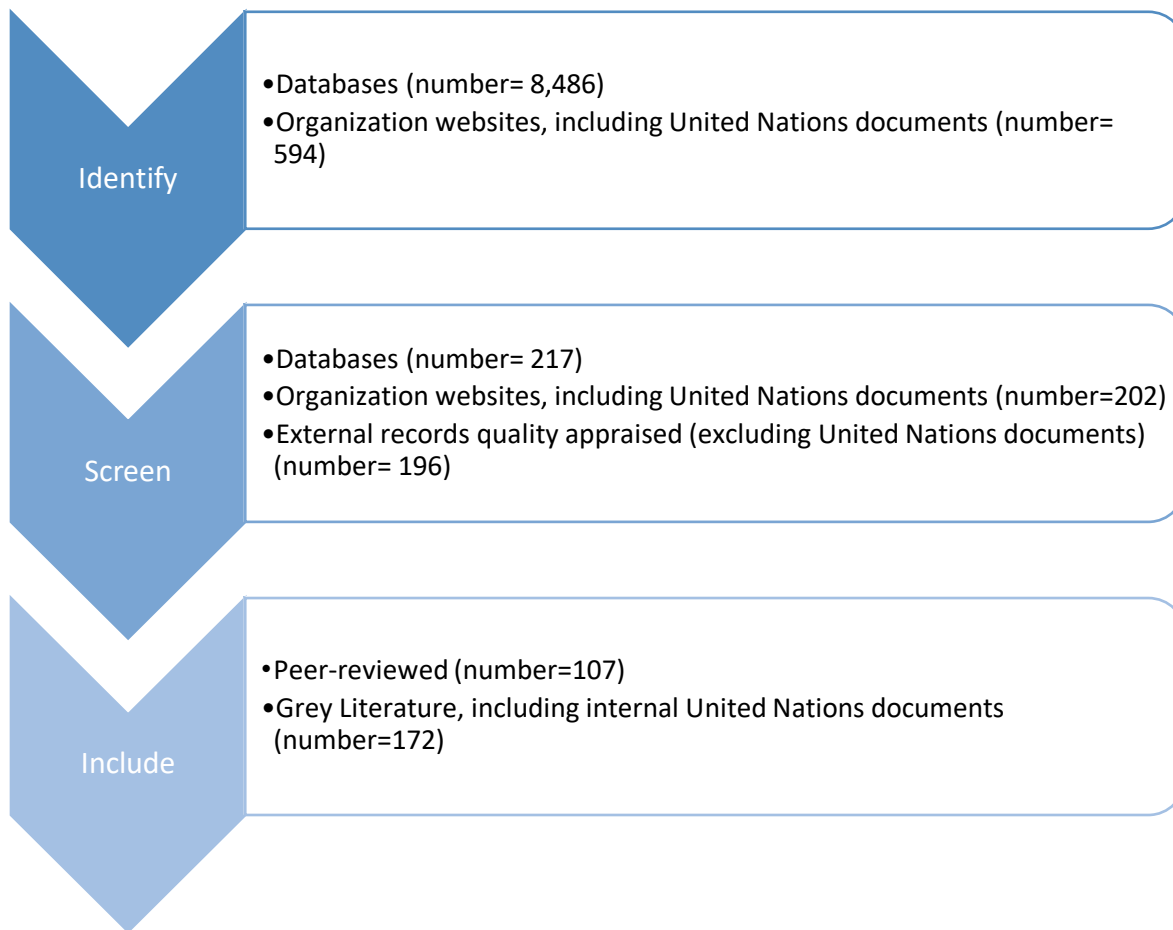 Identify
•Databases (number= 8,486)
•Organization websites, including United Nations documents (number=
594)
Screen
•Databases (number= 217)
•Organization websites, including United Nations documents (number=202)
•External records quality appraised (excluding United Nations documents)
(number= 196)
Include
•Peer-reviewed (number=107)
•Grey Literature, including internal United Nations documents
(number=172)